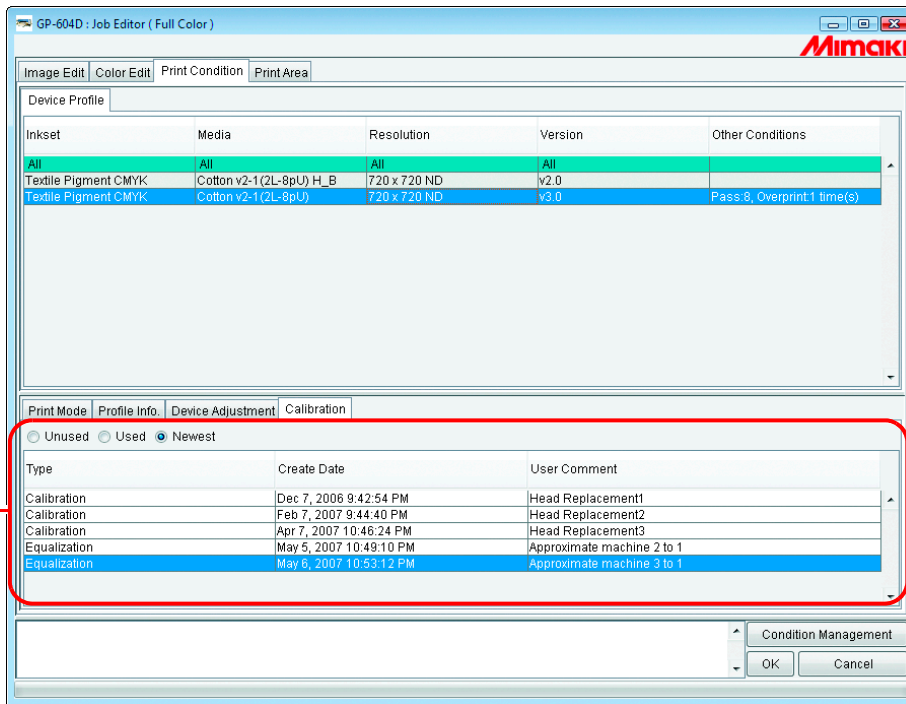 GP-604D : Job Editor ( Full Color )
Mimaki
Image Edit Color Edit Print Condition Print Area
Device Profile
Inkset Media Resolution Version Other Conditions
All All All All
Textile Pigment CMYK Cotton v2-1(2L-8pU) H_B 720 x 720 ND v2.0
Textile Pigment CMYK Cotton v2-1(2L-8pU) 720 x 720 ND v3.0 Pass:8, Overprint:1 time(s)
Print Mode Profile Info. Device Adjustment Calibration
Unused Used Newest
Type Create Date User Comment
Calibration Dec 7, 2006 9:42:54 PM Head Replacement1
Calibration Feb 7, 2007 9:44:40 PM Head Replacement2
Calibration Apr 7, 2007 10:46:24 PM Head Replacement3
Equalization May 5, 2007 10:49:10 PM Approximate machine 2 to 1
Equalization May 6, 2007 10:53:12 PM Approximate machine 3 to 1
Condition Management
OK Cancel